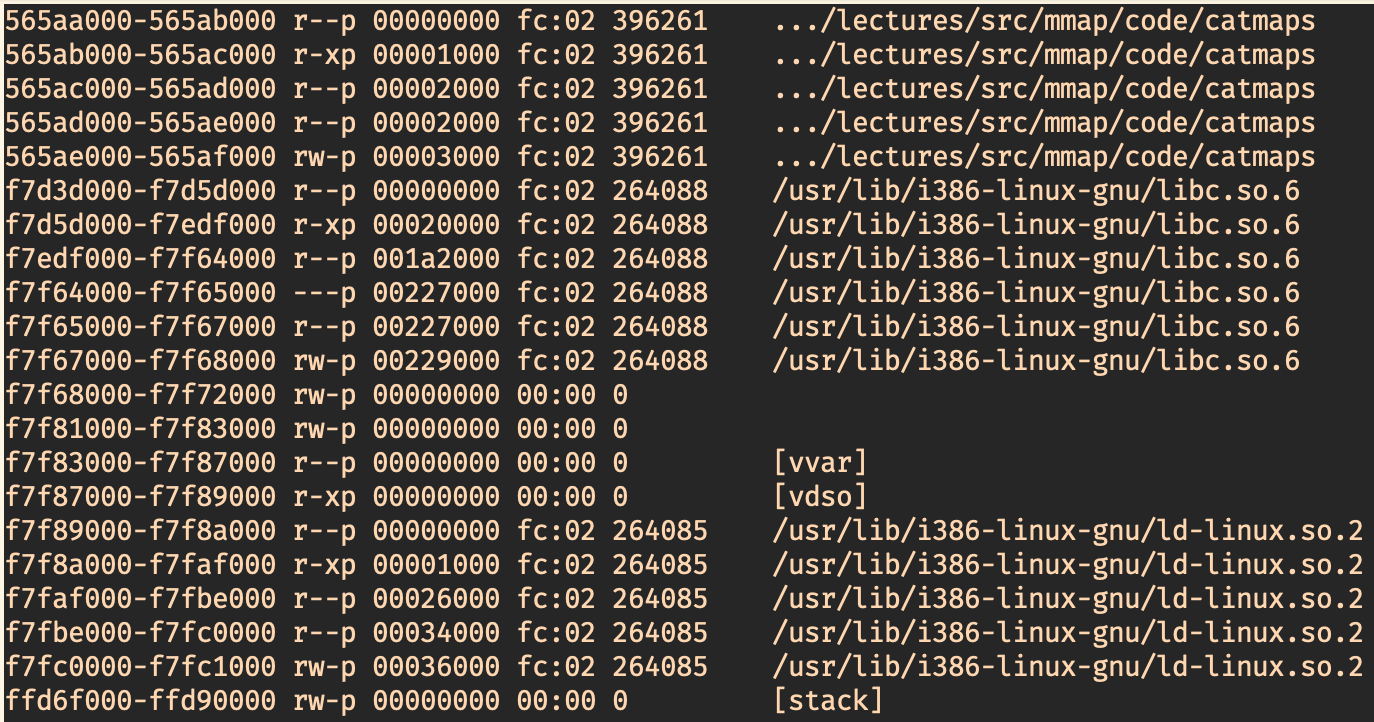 565aa000-565ab000 r--p 00000000 fc:02 396261 .../lectures/src/mmap/code/catmaps
565ab000-565ac000 r-xp 00001000 fc:02 396261 .../lectures/src/mmap/code/catmaps
565ac000-565ad000 r--p 00002000 fc:02 396261 .../lectures/src/mmap/code/catmaps
565ad000-565ae000 r--p 00002000 fc:02 396261 .../lectures/src/mmap/code/catmaps
565ae000-565af000 rw-p 00003000 fc:02 396261 .../lectures/src/mmap/code/catmaps
f7d3d000-f7d5d000 r--p 00000000 fc:02 264088 /usr/lib/i386-linux-gnu/libc.so.6
f7d5d000-f7edf000 r-xp 00020000 fc:02 264088 /usr/lib/i386-linux-gnu/libc.so.6
f7edf000-f7f64000 r--p 001a2000 fc:02 264088 /usr/lib/i386-linux-gnu/libc.so.6
f7f64000-f7f65000 ---p 00227000 fc:02 264088 /usr/lib/i386-linux-gnu/libc.so.6
f7f65000-f7f67000 r--p 00227000 fc:02 264088 /usr/lib/i386-linux-gnu/libc.so.6
f7f67000-f7f68000 rw-p 00229000 fc:02 264088 /usr/lib/i386-linux-gnu/libc.so.6
f7f68000-f7f72000 rw-p 00000000 00:00 0
f7f81000-f7f83000 rw-p 00000000 00:00 0
f7f83000-f7f87000 r--p 00000000 00:00 0 [vvar]
f7f87000-f7f89000 r-xp 00000000 00:00 0 [vdso]
f7f89000-f7f8a000 r--p 00000000 fc:02 264085 /usr/lib/i386-linux-gnu/ld-linux.so.2
f7f8a000-f7faf000 r-xp 00001000 fc:02 264085 /usr/lib/i386-linux-gnu/ld-linux.so.2
f7faf000-f7fbe000 r--p 00026000 fc:02 264085 /usr/lib/i386-linux-gnu/ld-linux.so.2
f7fbe000-f7fc0000 r--p 00034000 fc:02 264085 /usr/lib/i386-linux-gnu/ld-linux.so.2
f7fc0000-f7fc1000 rw-p 00036000 fc:02 264085 /usr/lib/i386-linux-gnu/ld-linux.so.2
ffd6f000-ffd90000 rw-p 00000000 00:00 0 [stack]